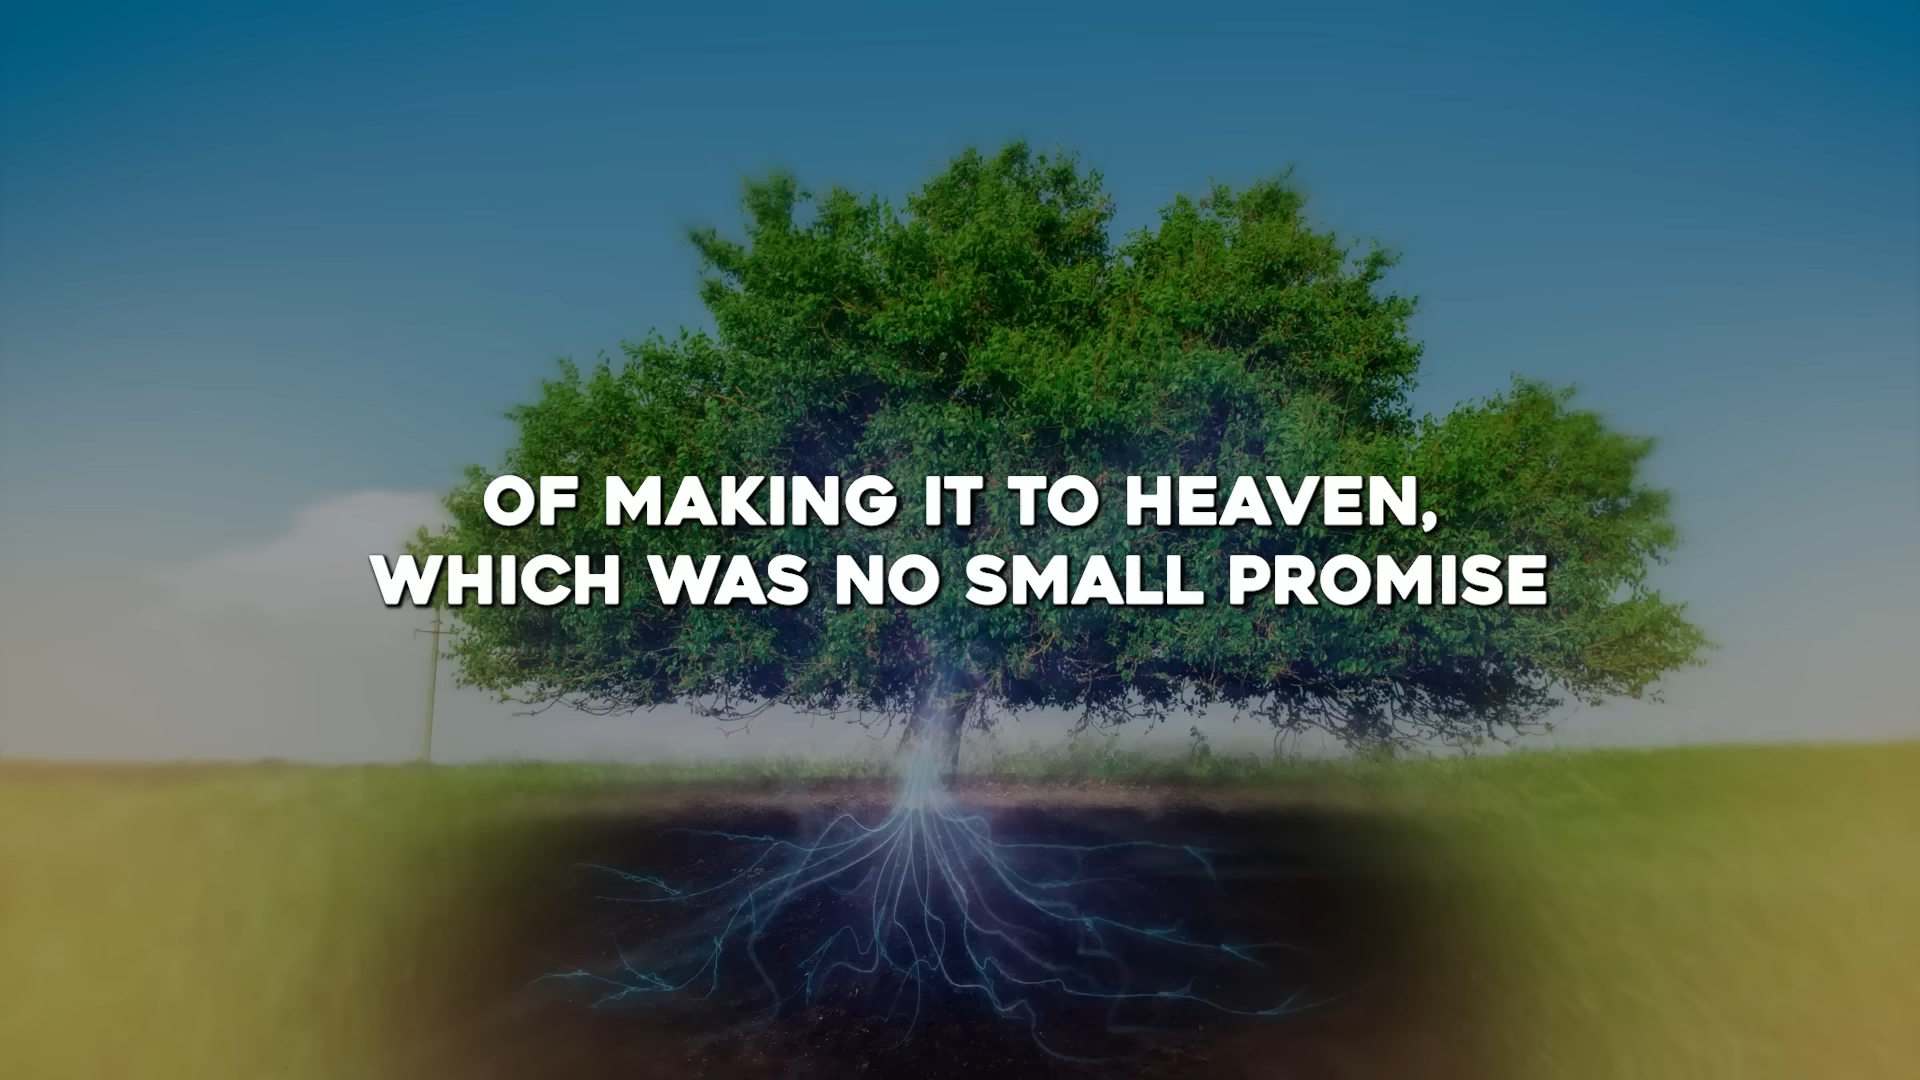 OF MAKING IT TO HEAVEN,
WHICH WAS NO SMALL PROMISE